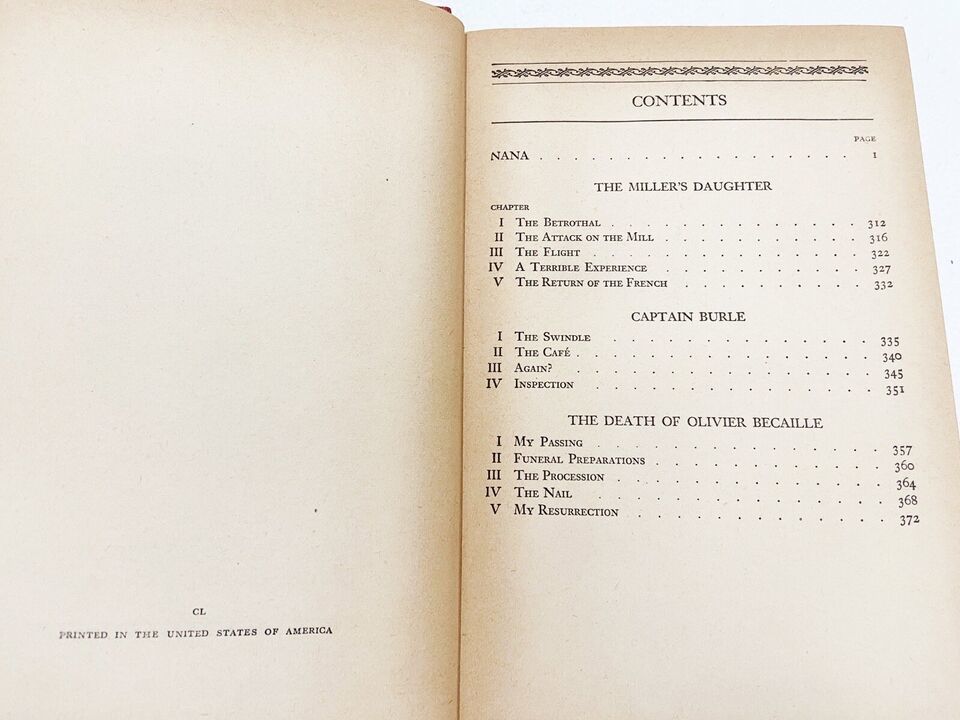 CL
PRINTED IN THE UNITED STATES OF AMERICA
CONTENTS
PAGE
NANA . . . . . . . . . . . . . . . . . . 1
THE MILLER'S DAUGHTER
CHAPTER
I The Betrothal . . . . . . . . . . . . . 312
II The Attack on the Mill . . . . . . . . . . 316
III The Flight . . . . . . . . . . . . . . 322
IV A Terrible Experience . . . . . . . . . . 327
V The Return of the French . . . . . . . . . 332
CAPTAIN BURLE
I The Swindle . . . . . . . . . . . . . 335
II The Café . . . . . . . . . . . . . . 340
III Again? . . . . . . . . . . . . . . 345
IV Inspection . . . . . . . . . . . . . 351
THE DEATH OF OLIVIER BECAILLE
I My Passing . . . . . . . . . . . . . 357
II Funeral Preparations . . . . . . . . . . 360
III The Procession . . . . . . . . . . . . 364
IV The Nail . . . . . . . . . . . . . 368
V My Resurrection . . . . . . . . . . . 372